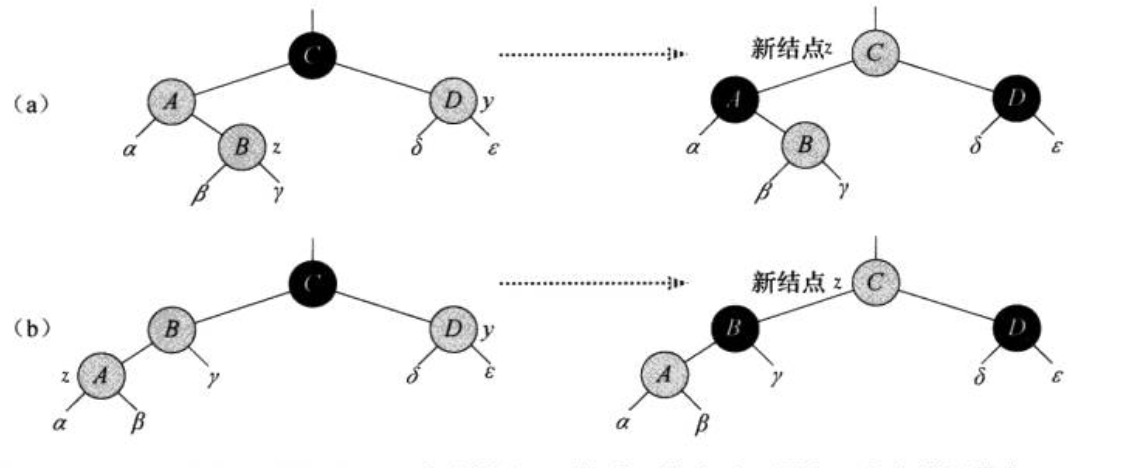 C 新结点z C
(a) A D y A D
α B z δ ε α B δ ε
β γ β γ
C 新结点 z C
(b) B D y B D
z A γ δ ε A γ δ ε
α β α β